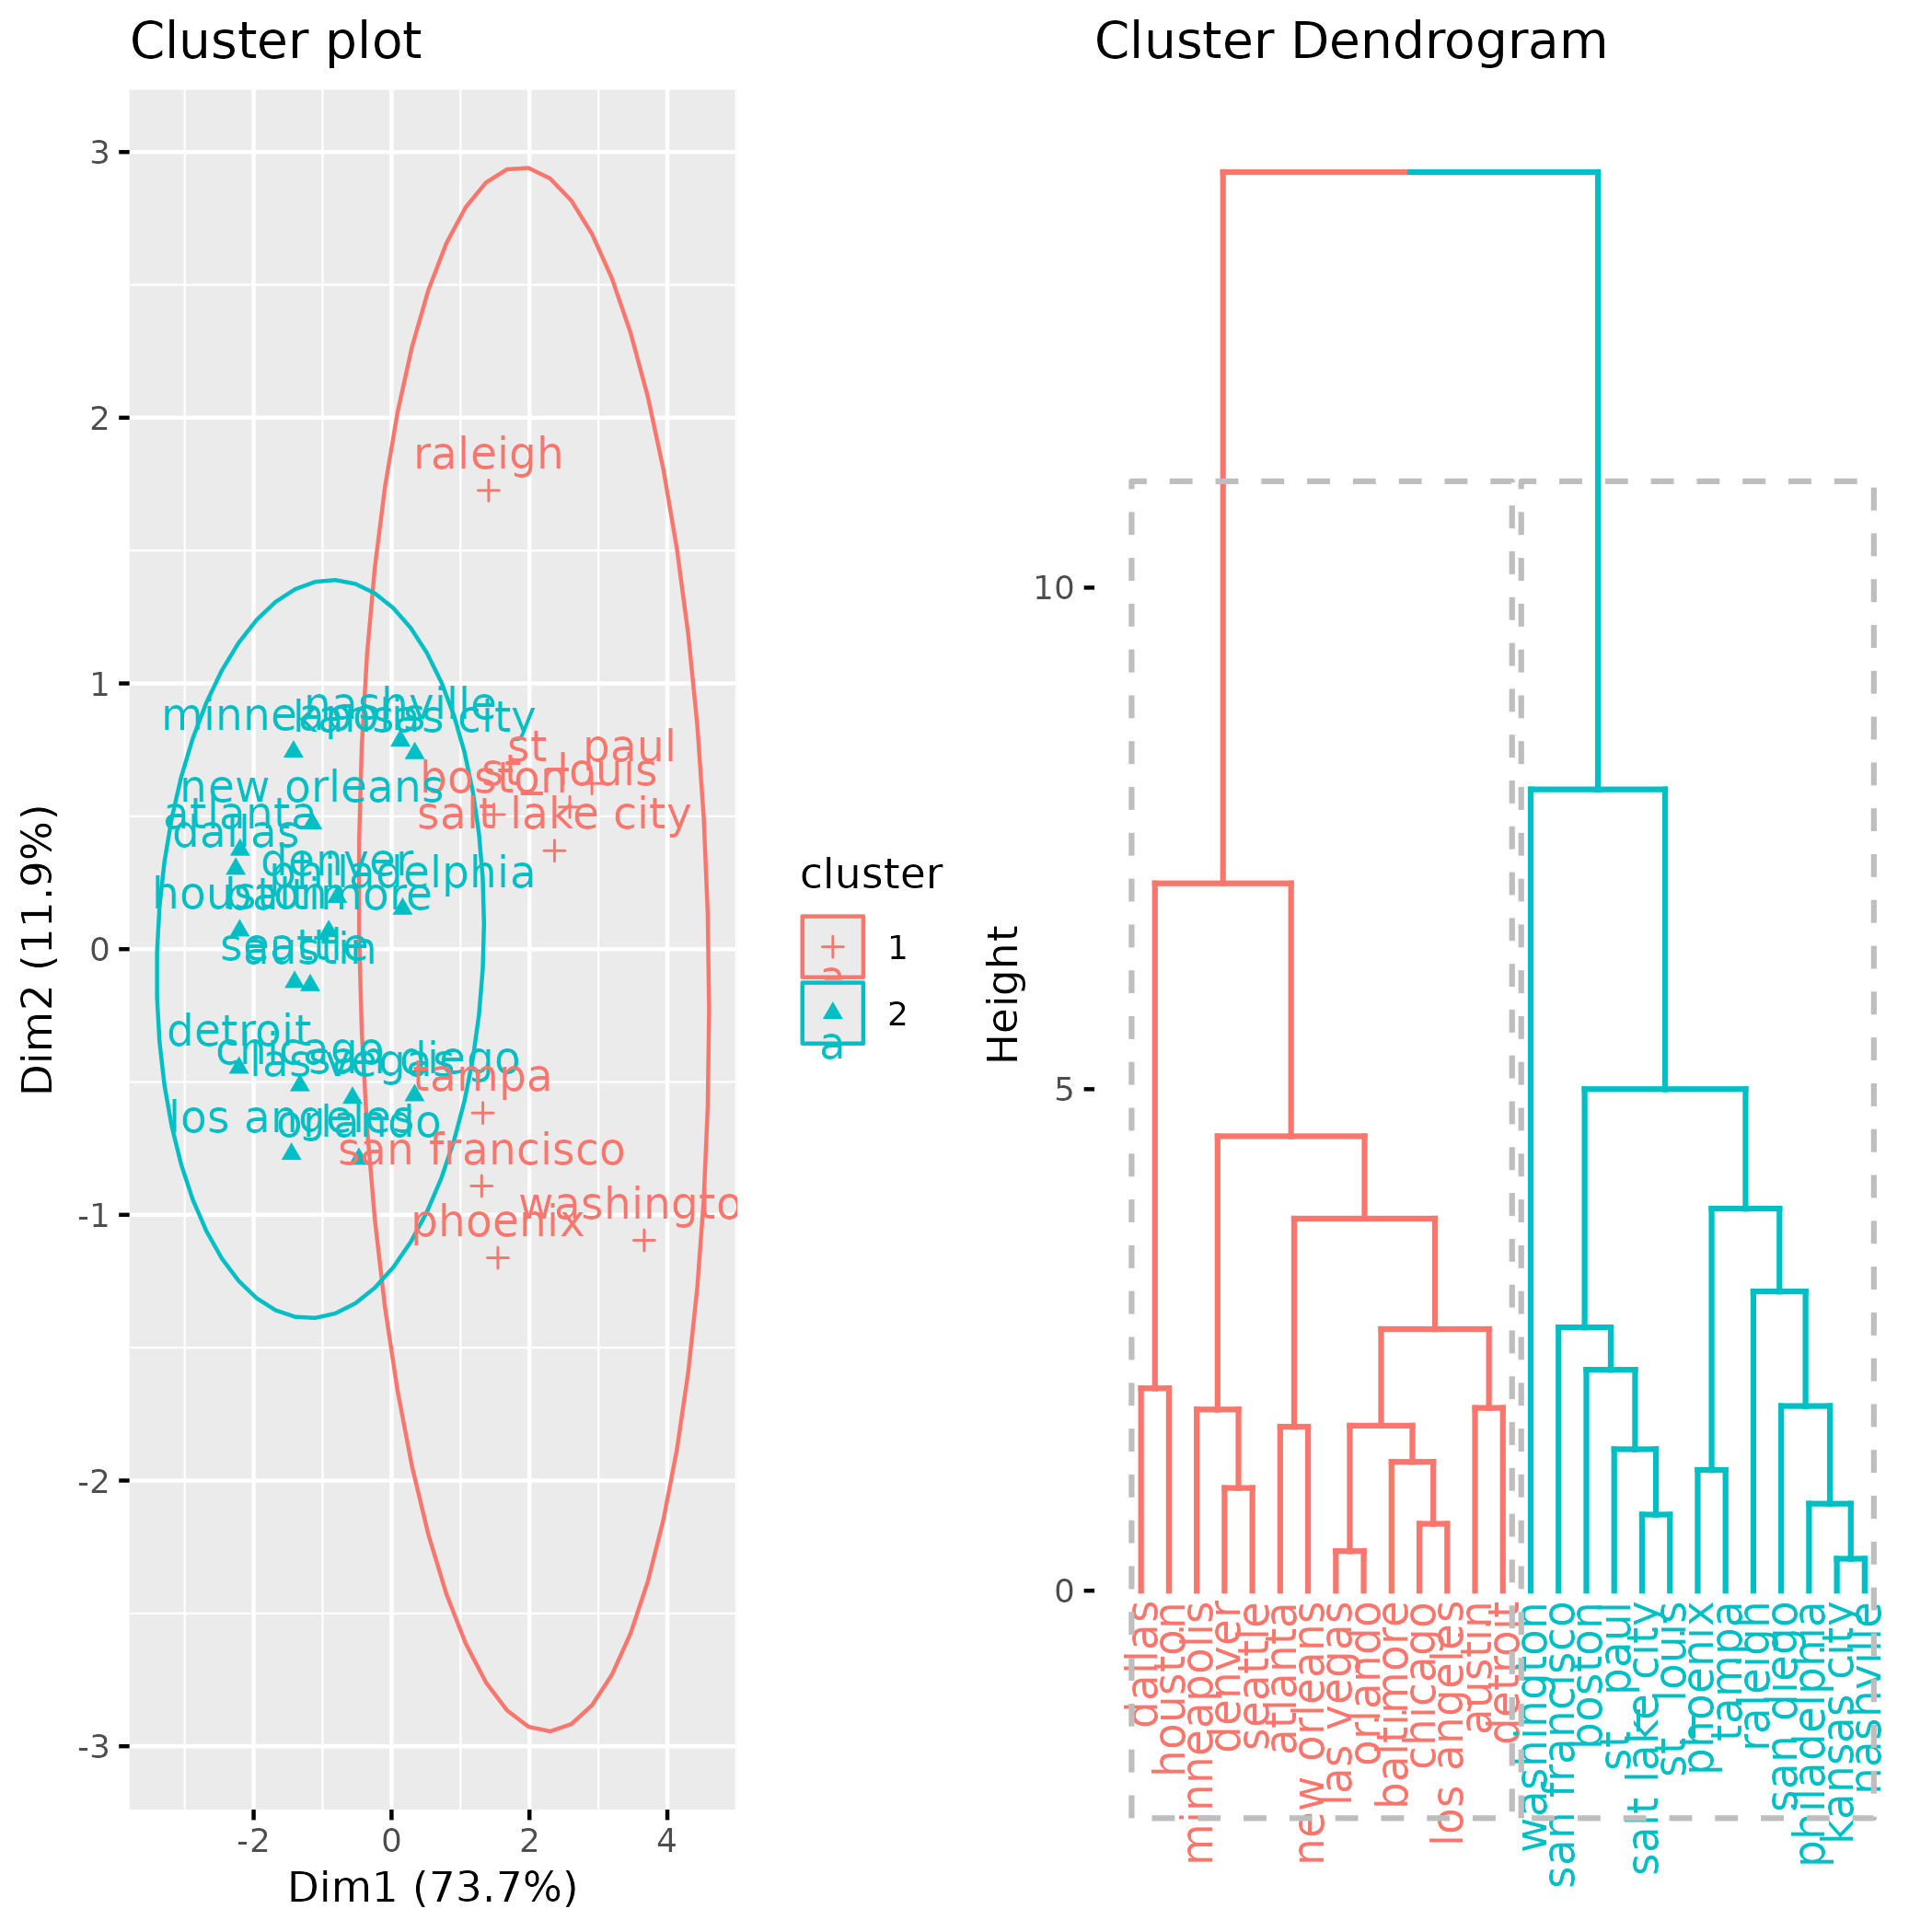 Cluster plot
3
2
1
0
-1
-2
-3
Dim2 (11.9%)
-2
0
2
4
Dim1 (73.7%)
raleigh
nashville
minneapolis
kansas city
st. paul
st. louis
boston
new orleans
salt lake city
atlanta
dallas
denver
philadelphia
houston
baltimore
seattle
austin
detroit
chicago
las vegas
san diego
tampa
los angeles
orlando
san francisco
washingto
phoenix
cluster
1
2
a
Cluster Dendrogram
Height
10
5
0
dallas
houston
minneapolis
denver
seattle
atlanta
new orleans
las vegas
orlando
baltimore
chicago
los angeles
austin
detroit
washington
san francisco
boston
st. paul
salt lake city
st. louis
phoenix
tampa
raleigh
san diego
philadelphia
kansas city
nashville